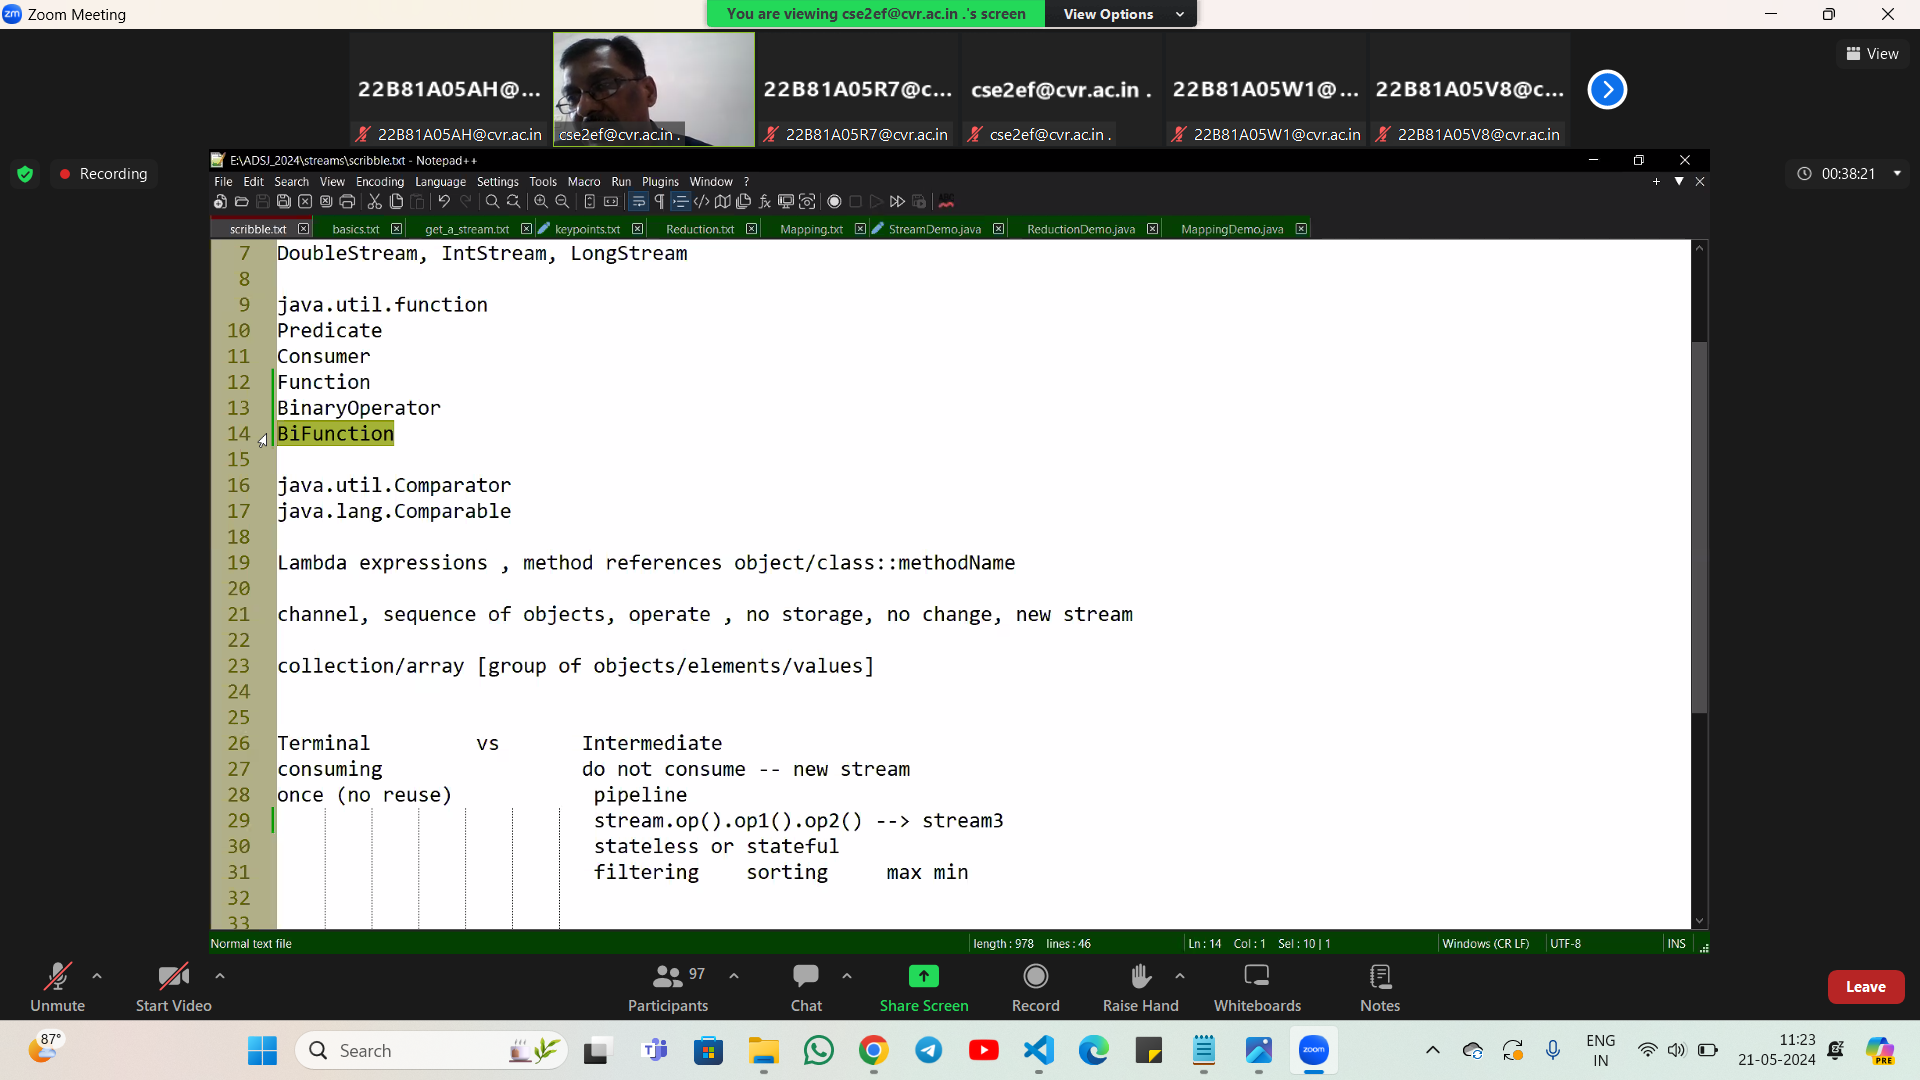 zm Zoom Meeting
You are viewing cse2ef@cvr.ac.in .'s screen View Options
View
22B81A05AH@... 22B81A05R7@c... cse2ef@cvr.ac.in . 22B81A05W1@... 22B81A05V8@c...
22B81A05AH@cvr.ac.in cse2ef@cvr.ac.in . 22B81A05R7@cvr.ac.in cse2ef@cvr.ac.in . 22B81A05W1@cvr.ac.in 22B81A05V8@cvr.ac.in
Recording
00:38:21
E:\ADSJ_2024\streams\scribble.txt - Notepad++
File Edit Search View Encoding Language Settings Tools Macro Run Plugins Window ?
scribble.txt basics.txt get_a_stream.txt keypoints.txt Reduction.txt Mapping.txt StreamDemo.java ReductionDemo.java MappingDemo.java
7 DoubleStream, IntStream, LongStream
8
9 java.util.function
10 Predicate
11 Consumer
12 Function
13 BinaryOperator
14 BiFunction
15
16 java.util.Comparator
17 java.lang.Comparable
18
19 Lambda expressions , method references object/class::methodName
20
21 channel, sequence of objects, operate , no storage, no change, new stream
22
23 collection/array [group of objects/elements/values]
24
25
26 Terminal vs Intermediate
27 consuming do not consume -- new stream
28 once (no reuse) pipeline
29 stream.op().op1().op2() --> stream3
30 stateless or stateful
31 filtering sorting max min
32
33
Normal text file length : 978 lines : 46 Ln : 14 Col : 1 Sel : 10 | 1 Windows (CR LF) UTF-8 INS
Unmute Start Video Participants 97 Chat Share Screen Record Raise Hand Whiteboards Notes Leave
87° Search zoom ENG IN 11:23 21-05-2024 PRE